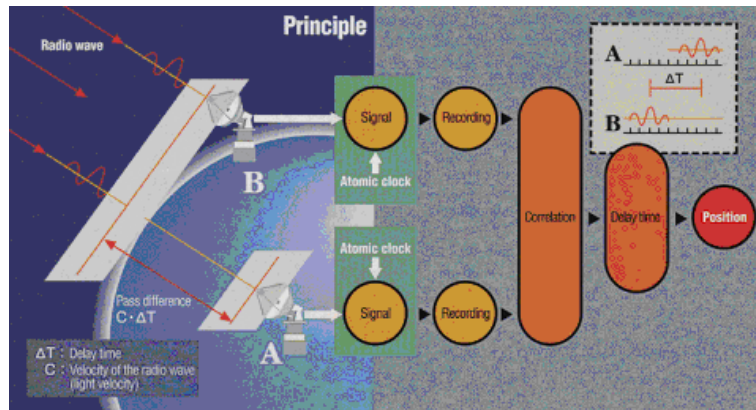 Principle
Radio wave
A
ΔT
B
B
Signal
Recording
Atomic clock
Correlation
Delay time
Position
Atomic clock
Signal
Recording
Pass difference
C·ΔT
A
ΔT : Delay time
C : Velocity of the radio wave
(light velocity)